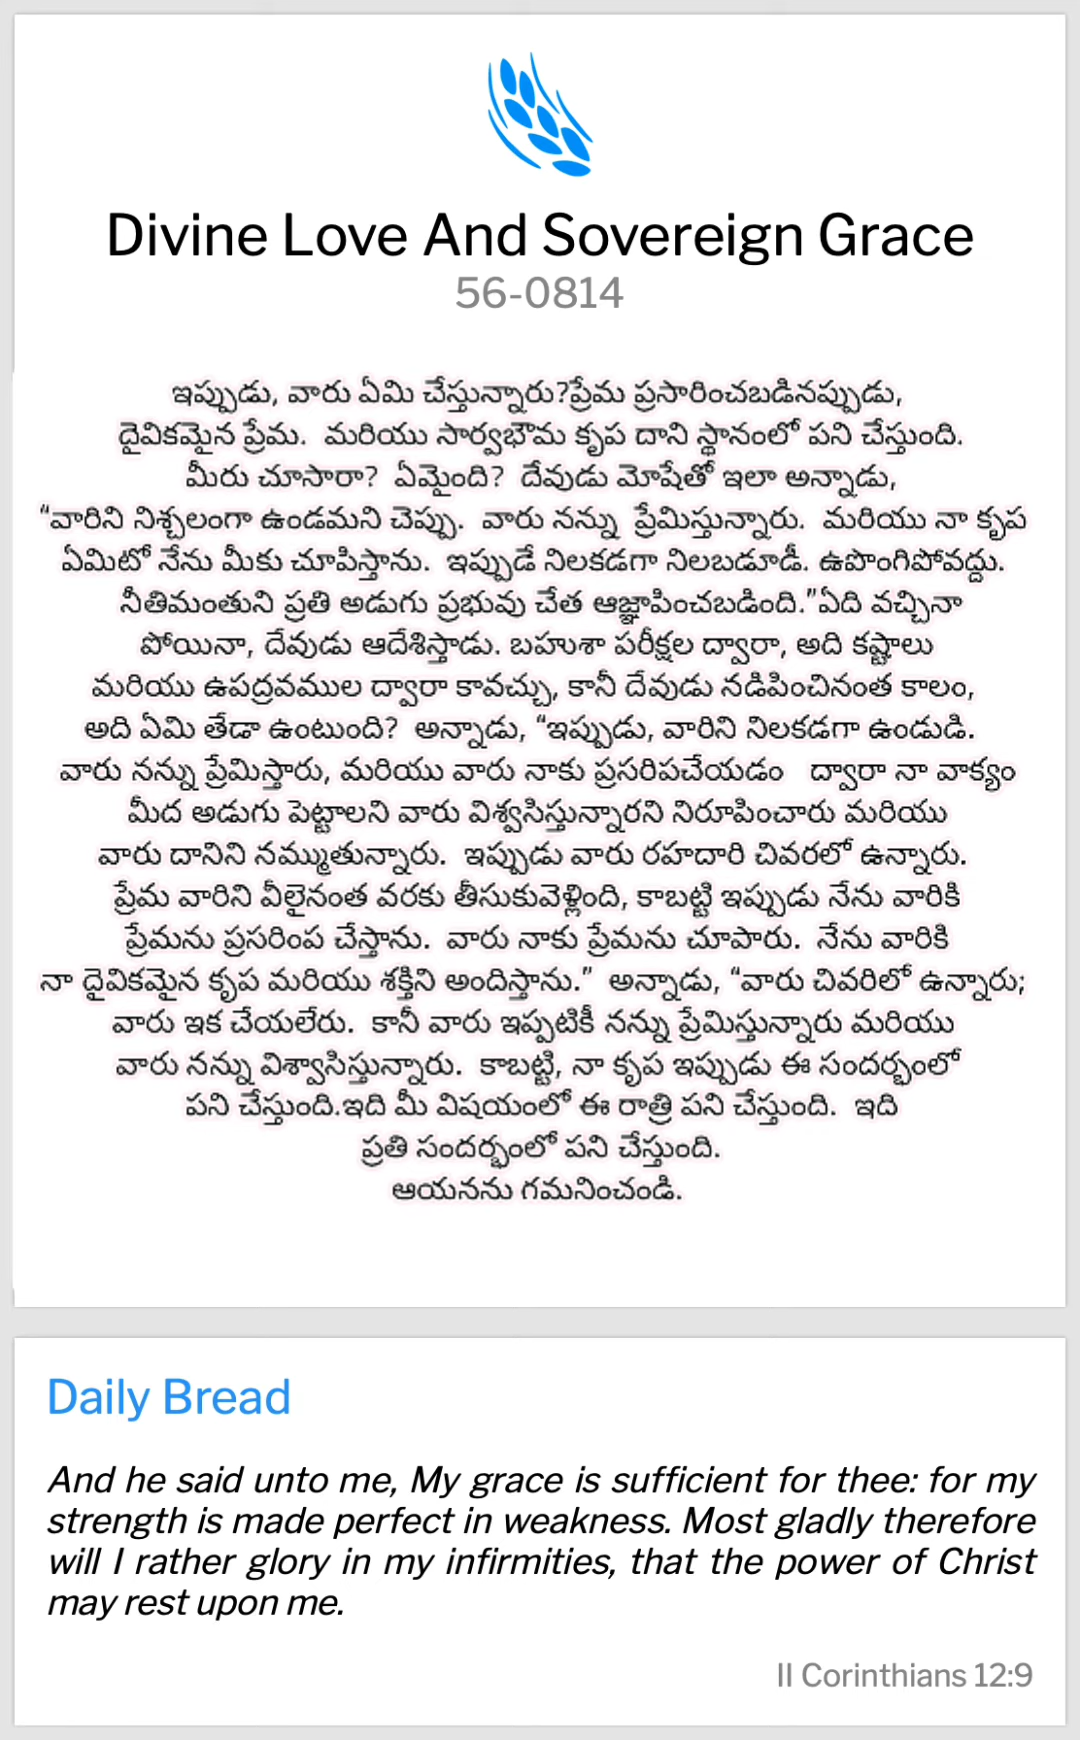 Divine Love And Sovereign Grace
56-0814
ఇప్పుడు, వారు ఏమి చేస్తున్నారు?ప్రేమ ప్రసారించబడినప్పుడు,
దైవికమైన ప్రేమ. మరియు సార్వభౌమ కృప దాని స్థానంలో పని చేస్తుంది.
మీరు చూసారా? ఏమైంది? దేవుడు మోషేతో ఇలా అన్నాడు,
“వారిని నిశ్చలంగా ఉండమని చెప్పు. వారు నన్ను ప్రేమిస్తున్నారు. మరియు నా కృప
ఏమిటో నేను మీకు చూపిస్తాను. ఇప్పుడే నిలకడగా నిలబడూడీ. ఉపొంగిపోవద్దు.
నీతిమంతుని ప్రతి అడుగు ప్రభువు చేత ఆజ్ఞాపించబడింది.”ఏది వచ్చినా
పోయినా, దేవుడు ఆదేశిస్తాడు. బహుశా పరీక్షల ద్వారా, అది కష్టాలు
మరియు ఉపద్రవముల ద్వారా కావచ్చు, కానీ దేవుడు నడిపించినంత కాలం,
అది ఏమి తేడా ఉంటుంది? అన్నాడు, “ఇప్పుడు, వారిని నిలకడగా ఉండుడి.
వారు నన్ను ప్రేమిస్తారు, మరియు వారు నాకు ప్రసరిపచేయడం ద్వారా నా వాక్యం
మీద అడుగు పెట్టాలని వారు విశ్వసిస్తున్నారని నిరూపించారు మరియు
వారు దానిని నమ్ముతున్నారు. ఇప్పుడు వారు రహదారి చివరలో ఉన్నారు.
ప్రేమ వారిని వీలైనంత వరకు తీసుకువెళ్లింది, కాబట్టి ఇప్పుడు నేను వారికి
ప్రేమను ప్రసరింప చేస్తాను. వారు నాకు ప్రేమను చూపారు. నేను వారికి
నా దైవికమైన కృప మరియు శక్తిని అందిస్తాను.” అన్నాడు, “వారు చివరిలో ఉన్నారు;
వారు ఇక చేయలేరు. కానీ వారు ఇప్పటికీ నన్ను ప్రేమిస్తున్నారు మరియు
వారు నన్ను విశ్వాసిస్తున్నారు. కాబట్టి, నా కృప ఇప్పుడు ఈ సందర్భంలో
పని చేస్తుంది.ఇది మీ విషయంలో ఈ రాత్రి పని చేస్తుంది. ఇది
ప్రతి సందర్భంలో పని చేస్తుంది.
ఆయనను గమనించండి.
Daily Bread
And he said unto me, My grace is sufficient for thee: for my
strength is made perfect in weakness. Most gladly therefore
will I rather glory in my infirmities, that the power of Christ
may rest upon me.
II Corinthians 12:9